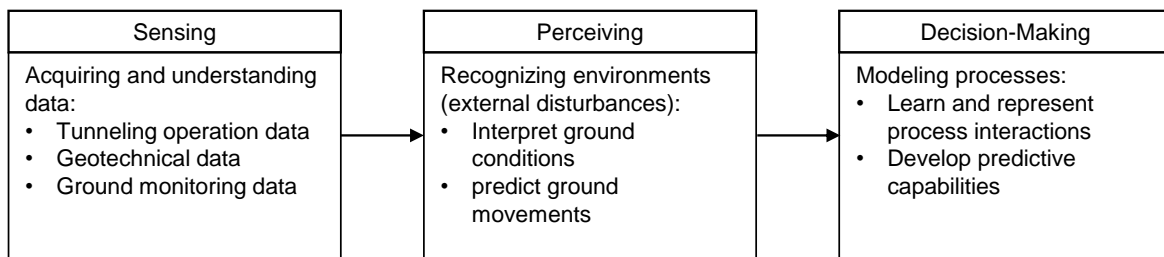 Sensing
Acquiring and understanding
data:
• Tunneling operation data
• Geotechnical data
• Ground monitoring data
Perceiving
Recognizing environments
(external disturbances):
• Interpret ground
conditions
• predict ground
movements
Decision-Making
Modeling processes:
• Learn and represent
process interactions
• Develop predictive
capabilities